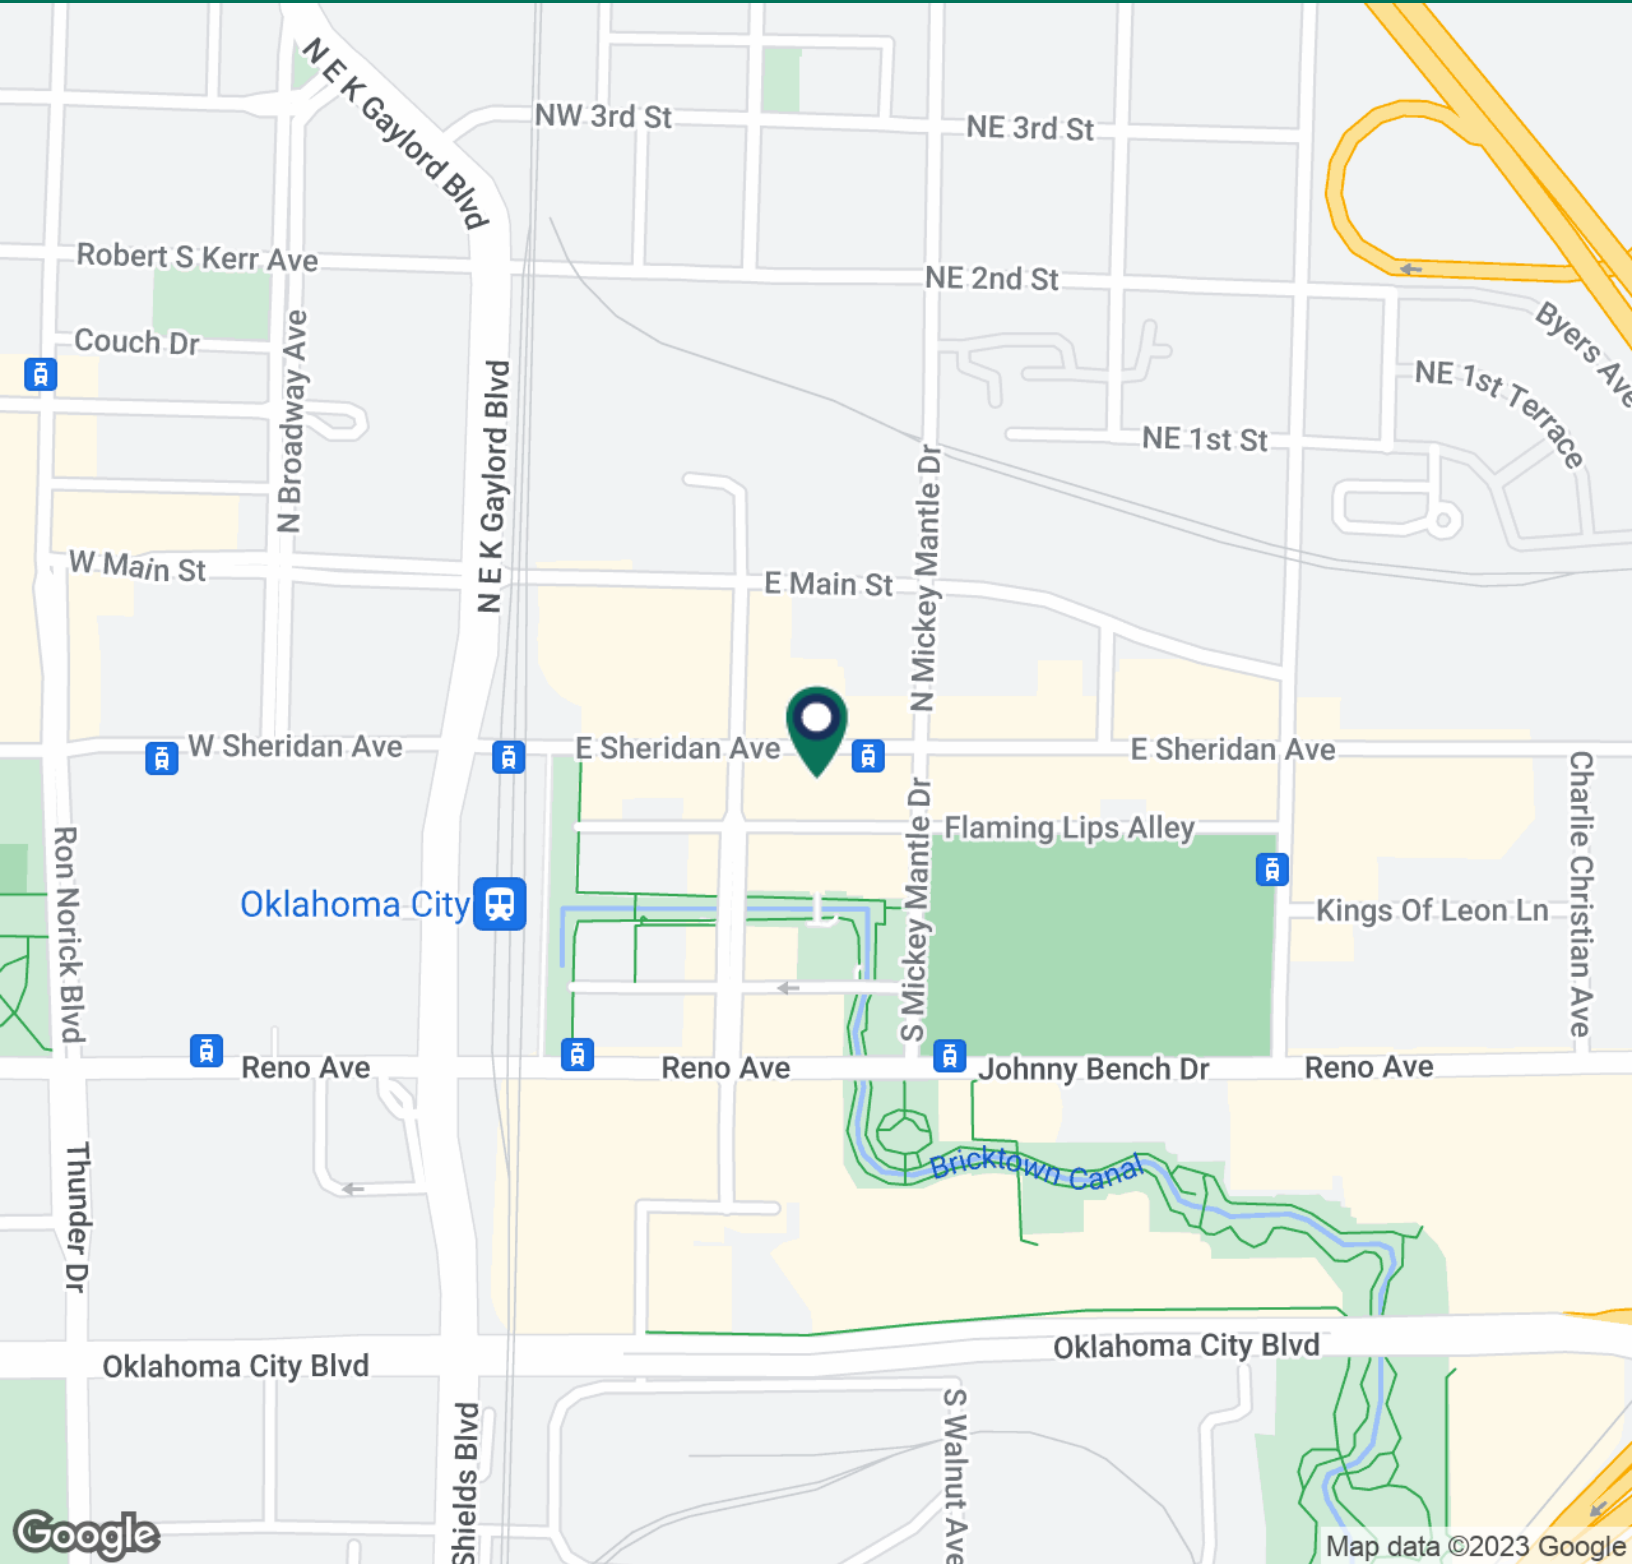 N E K Gaylord Blvd
NW 3rd St
NE 3rd St
Robert S Kerr Ave
NE 2nd St
Byers Ave
Couch Dr
N Broadway Ave
N E K Gaylord Blvd
NE 1st Terrace
NE 1st St
N Mickey Mantle Dr
W Main St
E Main St
W Sheridan Ave
E Sheridan Ave
E Sheridan Ave
Charlie Christian Ave
Flaming Lips Alley
S Mickey Mantle Dr
Ron Norick Blvd
Oklahoma City
Kings Of Leon Ln
Reno Ave
Reno Ave
Johnny Bench Dr
Reno Ave
Thunder Dr
Bricktown Canal
Oklahoma City Blvd
Oklahoma City Blvd
Shields Blvd
S Walnut Ave
Google
Map data ©2023 Google